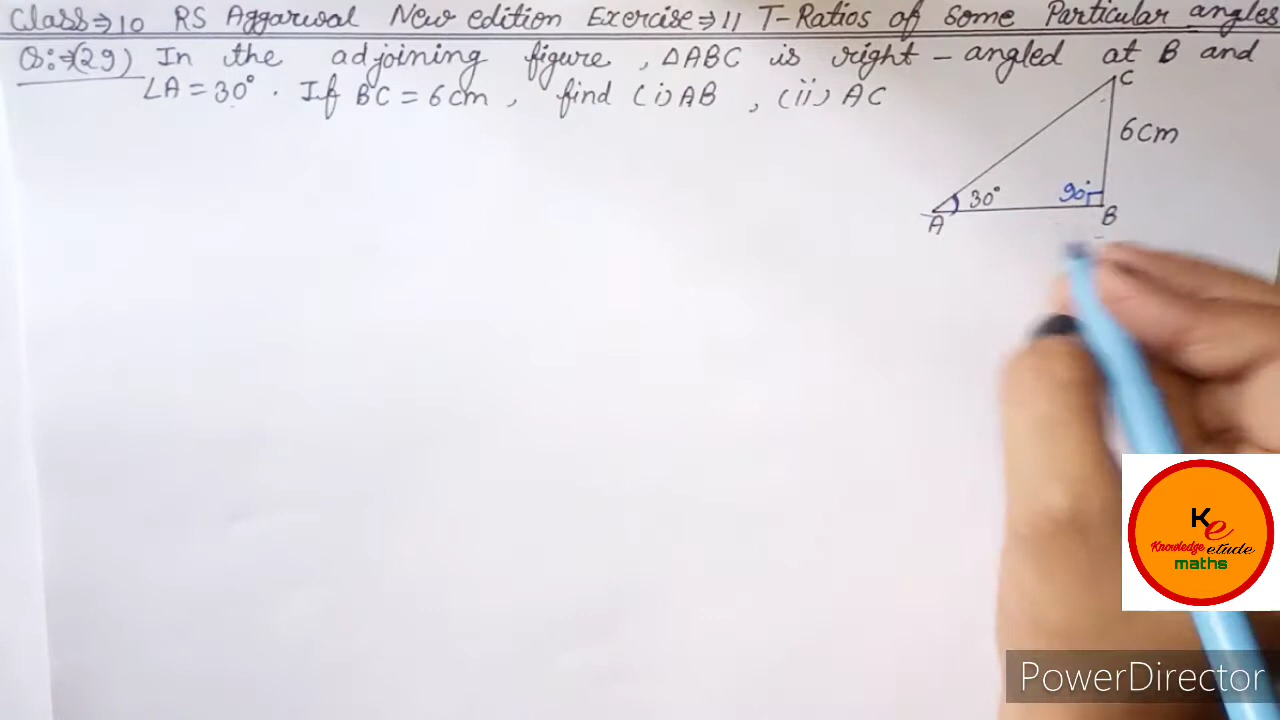 Class⇒10 RS Aggarwal New edition Exercise⇒11 T-Ratios of Some Particular angles
Q:⇒(29) In the adjoining figure, △ABC is right-angled at B and
∠A = 30°. If BC = 6cm, find (i) AB, (ii) AC
C
6cm
30°
90°
A
B
Ke
Knowledge etude
maths
PowerDirector